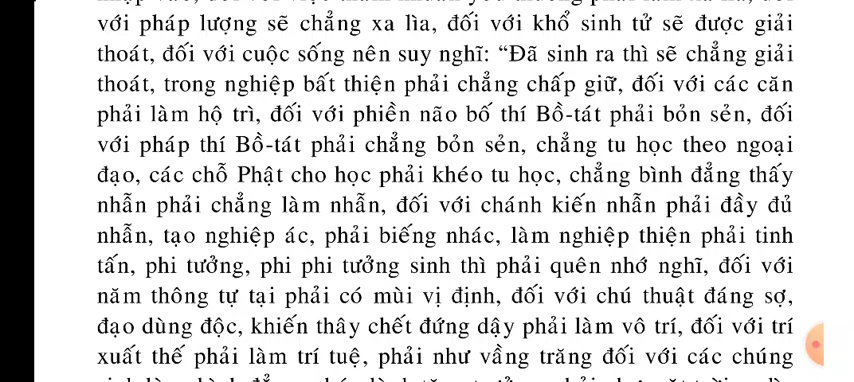 với pháp lượng sẽ chẳng xa lìa, đối với khổ sinh tử sẽ được giải
thoát, đối với cuộc sống nên suy nghĩ: “Đã sinh ra thì sẽ chẳng giải
thoát, trong nghiệp bất thiện phải chẳng chấp giữ, đối với các căn
phải làm hộ trì, đối với phiền não bố thí Bồ-tát phải bỏn sẻn, đối
với pháp thí Bồ-tát phải chẳng bỏn sẻn, chẳng tu học theo ngoại
đạo, các chỗ Phật cho học phải khéo tu học, chẳng bình đẳng thấy
nhẫn phải chẳng làm nhẫn, đối với chánh kiến nhẫn phải đầy đủ
nhẫn, tạo nghiệp ác, phải biếng nhác, làm nghiệp thiện phải tinh
tấn, phi tưởng, phi phi tưởng sinh thì phải quên nhớ nghĩ, đối với
năm thông tự tại phải có mùi vị định, đối với chú thuật đáng sợ,
đạo dùng độc, khiến thây chết đứng dậy phải làm vô trí, đối với trí
xuất thế phải làm trí tuệ, phải như vầng trăng đối với các chúng